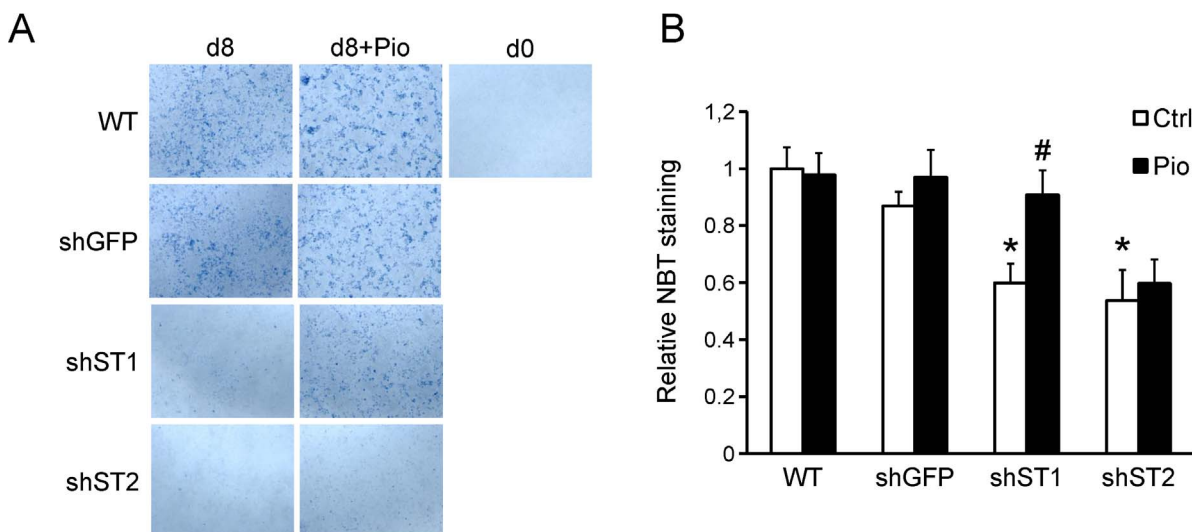 A
d8 d8+Pio d0
WT
shGFP
shST1
shST2
B
Relative NBT staining
1,2
1
0.8
0.6
0.4
0.2
0
Ctrl
Pio
#
*
*
WT shGFP shST1 shST2